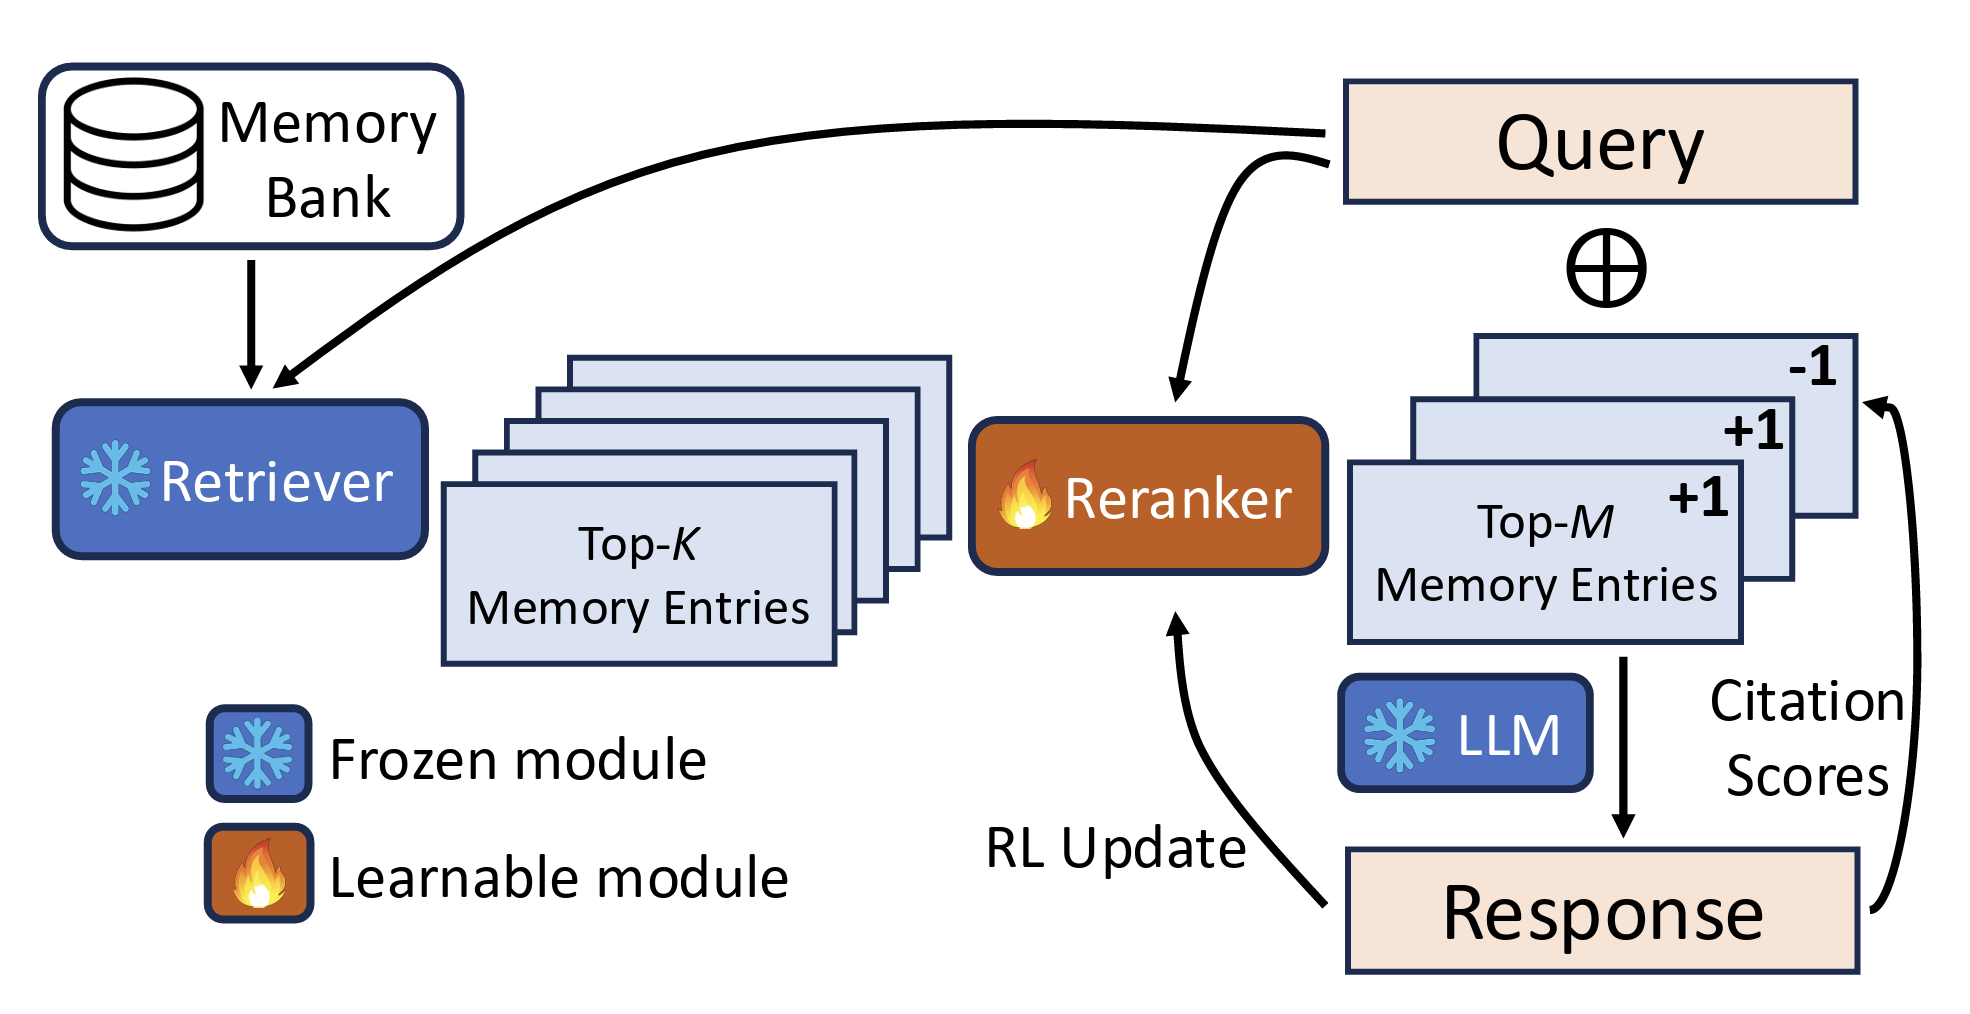 Memory
Bank
Query
Retriever
Top-K
Memory Entries
Reranker
-1
+1
+1
Top-M
Memory Entries
LLM
Citation
Scores
RL Update
Response
Frozen module
Learnable module